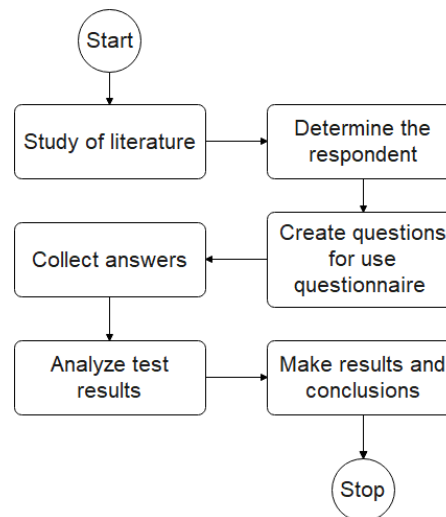 Start
Study of literature
Determine the
respondent
Create questions
for use
questionnaire
Collect answers
Analyze test
results
Make results and
conclusions
Stop